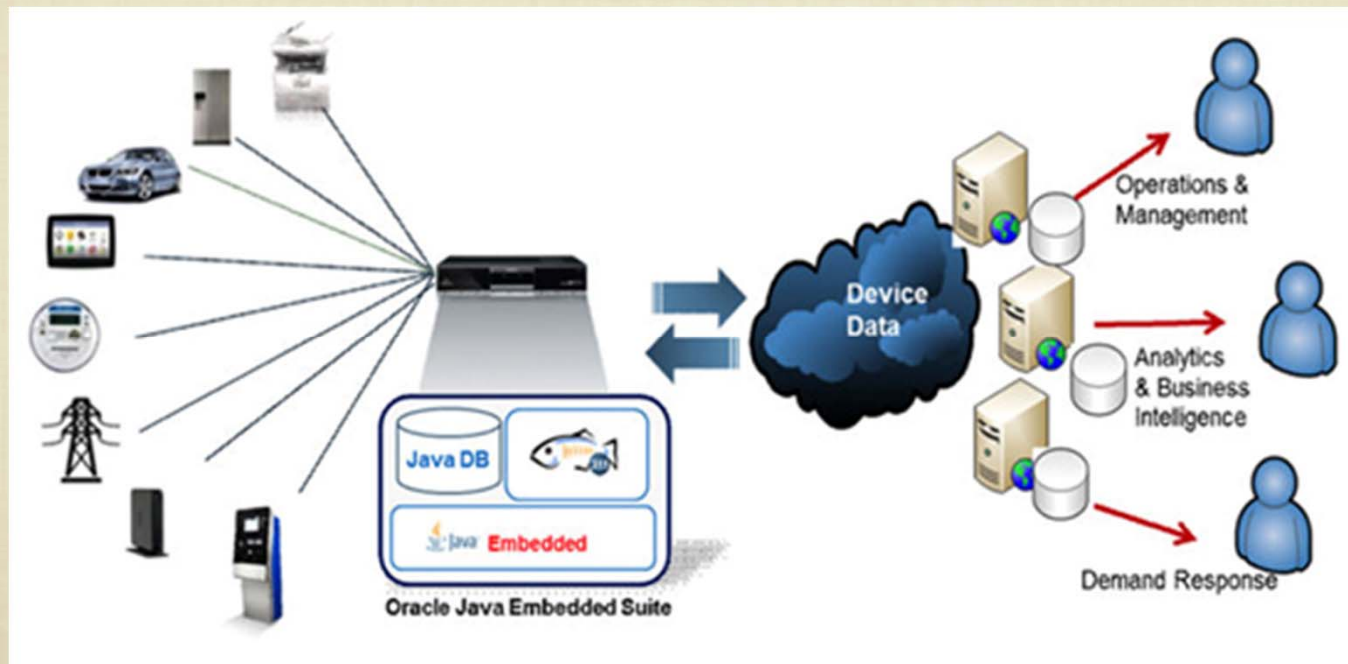 Operations &
Management
Device
Data
Analytics
& Business
Intelligence
Java DB
Java Embedded
Demand Response
Oracle Java Embedded Suite